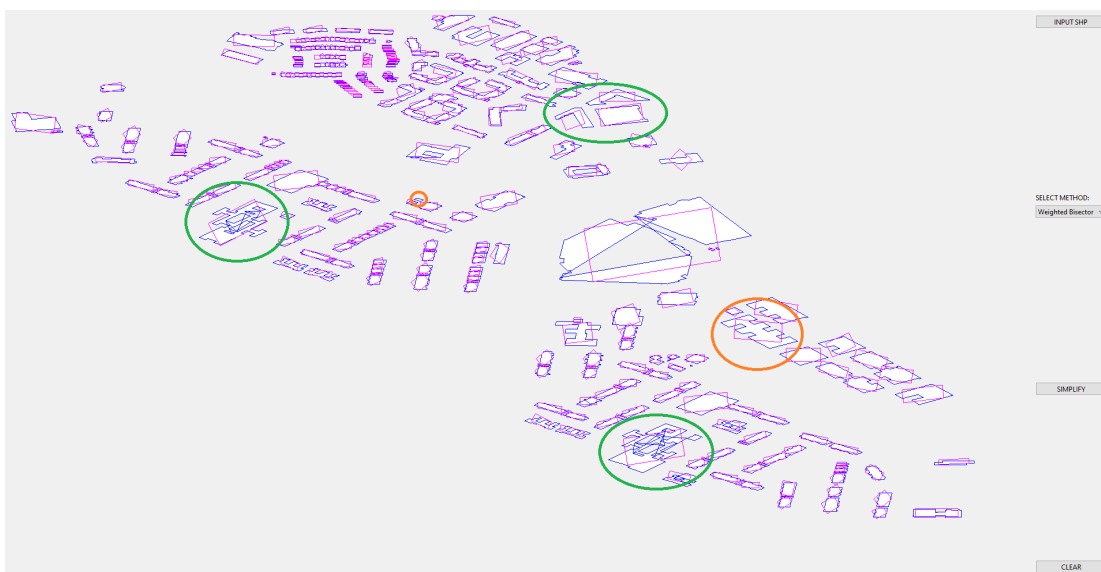 INPUT SHP
SELECT METHOD:
Weighted Bisector
SIMPLIFY
CLEAR